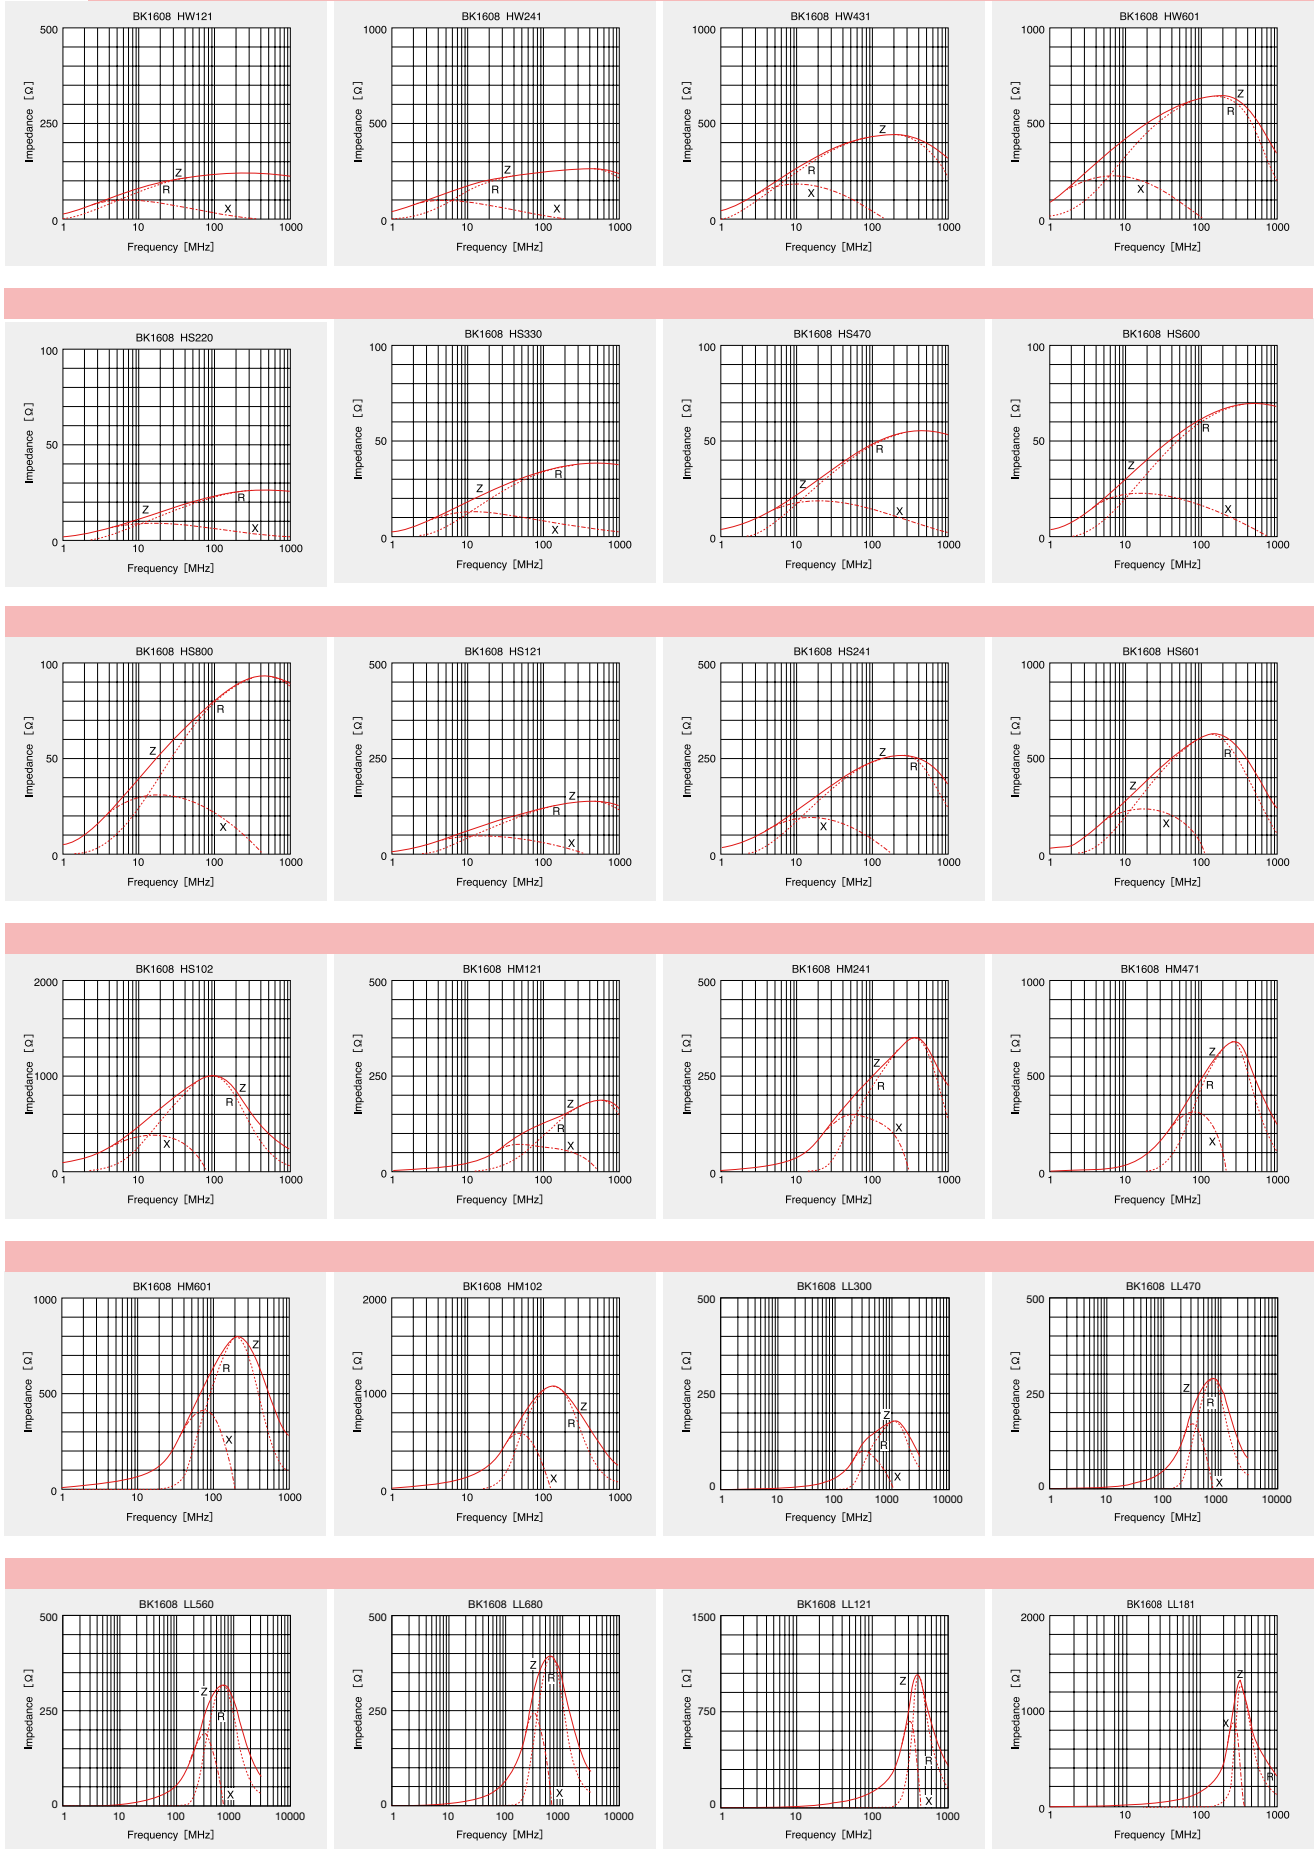 BK1608 HW121
500
250
0
Impedance [Ω]
Z
R
X
1 10 100 1000
Frequency [MHz]
BK1608 HW241
1000
500
0
Impedance [Ω]
Z
R
X
1 10 100 1000
Frequency [MHz]
BK1608 HW431
1000
500
0
Impedance [Ω]
Z
R
X
1 10 100 1000
Frequency [MHz]
BK1608 HW601
1000
500
0
Impedance [Ω]
Z
R
X
1 10 100 1000
Frequency [MHz]
BK1608 HS220
100
50
0
Impedance [Ω]
Z
R
X
1 10 100 1000
Frequency [MHz]
BK1608 HS330
100
50
0
Impedance [Ω]
Z
R
X
1 10 100 1000
Frequency [MHz]
BK1608 HS470
100
50
0
Impedance [Ω]
R
Z
X
1 10 100 1000
Frequency [MHz]
BK1608 HS600
100
50
0
Impedance [Ω]
R
Z
X
1 10 100 1000
Frequency [MHz]
BK1608 HS800
100
50
0
Impedance [Ω]
R
Z
X
1 10 100 1000
Frequency [MHz]
BK1608 HS121
500
250
0
Impedance [Ω]
Z
R
X
1 10 100 1000
Frequency [MHz]
BK1608 HS241
500
250
0
Impedance [Ω]
Z
R
X
1 10 100 1000
Frequency [MHz]
BK1608 HS601
1000
500
0
Impedance [Ω]
R
Z
X
1 10 100 1000
Frequency [MHz]
BK1608 HS102
2000
1000
0
Impedance [Ω]
Z
R
X
1 10 100 1000
Frequency [MHz]
BK1608 HM121
500
250
0
Impedance [Ω]
Z
R
X
1 10 100 1000
Frequency [MHz]
BK1608 HM241
500
250
0
Impedance [Ω]
Z
R
X
1 10 100 1000
Frequency [MHz]
BK1608 HM471
1000
500
0
Impedance [Ω]
Z
R
X
1 10 100 1000
Frequency [MHz]
BK1608 HM601
1000
500
0
Impedance [Ω]
Z
R
X
1 10 100 1000
Frequency [MHz]
BK1608 HM102
2000
1000
0
Impedance [Ω]
Z
R
X
1 10 100 1000
Frequency [MHz]
BK1608 LL300
500
250
0
Impedance [Ω]
Z
R
X
1 10 100 1000 10000
Frequency [MHz]
BK1608 LL470
500
250
0
Impedance [Ω]
Z
R
X
1 10 100 1000 10000
Frequency [MHz]
BK1608 LL560
500
250
0
Impedance [Ω]
Z
R
X
1 10 100 1000 10000
Frequency [MHz]
BK1608 LL680
500
250
0
Impedance [Ω]
Z
R
X
1 10 100 1000 10000
Frequency [MHz]
BK1608 LL121
1500
750
0
Impedance [Ω]
Z
R
X
1 10 100 1000
Frequency [MHz]
BK1608 LL181
2000
1000
0
Impedance [Ω]
Z
X
R
1 10 100 1000
Frequency [MHz]